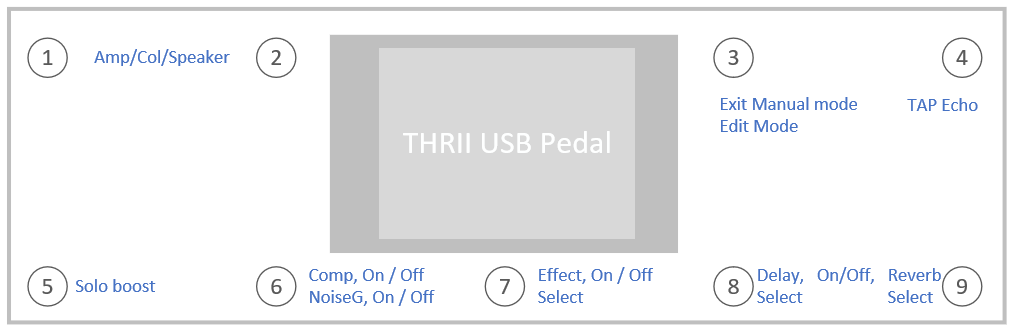 1 Amp/Col/Speaker 2 3 4
Exit Manual mode TAP Echo
Edit Mode
THRII USB Pedal
5 Solo boost 6 Comp, On / Off
NoiseG, On / Off
7 Effect, On / Off
Select
8 Delay, On/Off, Reverb 9
Select Select